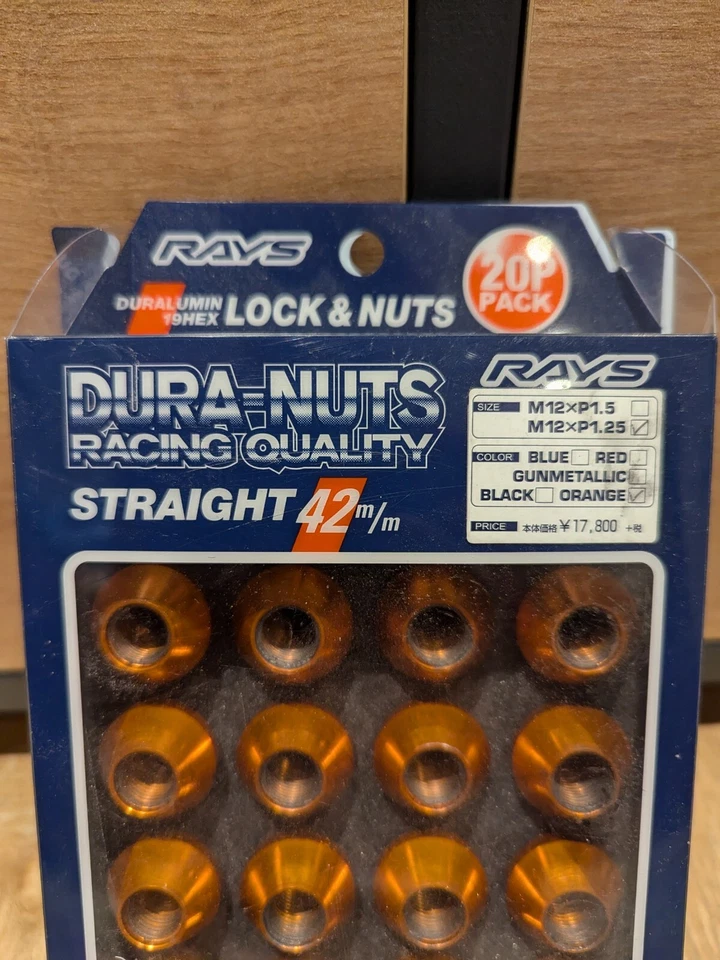 RAYS
20P
PACK
DURALUMIN
19HEX LOCK & NUTS
DURA-NUTS
RACING QUALITY
STRAIGHT 42m/m
RAYS
SIZE M12×P1.5
M12×P1.25
COLOR BLUE RED
GUNMETALLIC
BLACK ORANGE
PRICE 本体価格 ¥17,800 +税